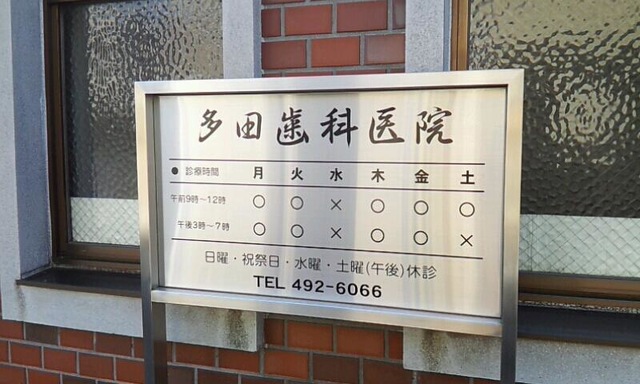 多田歯科医院
● 診療時間 月 火 水 木 金 土
午前9時～12時 ○ ○ × ○ ○ ○
午後3時～7時 ○ ○ × ○ ○ ×
日曜・祝祭日・水曜・土曜(午後)休診
TEL 492-6066